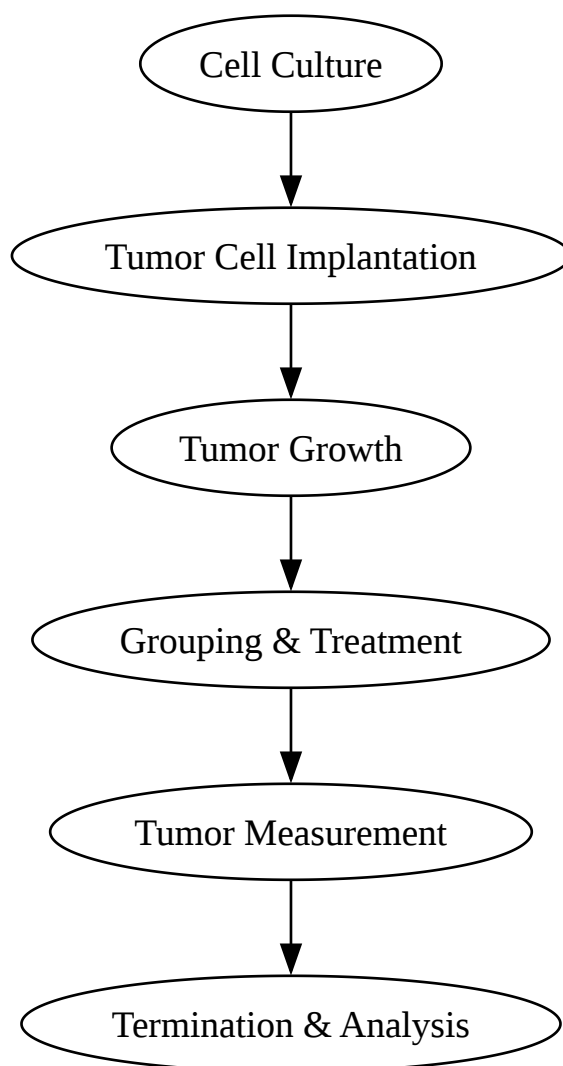 Cell Culture
Tumor Cell Implantation
Tumor Growth
Grouping & Treatment
Tumor Measurement
Termination & Analysis